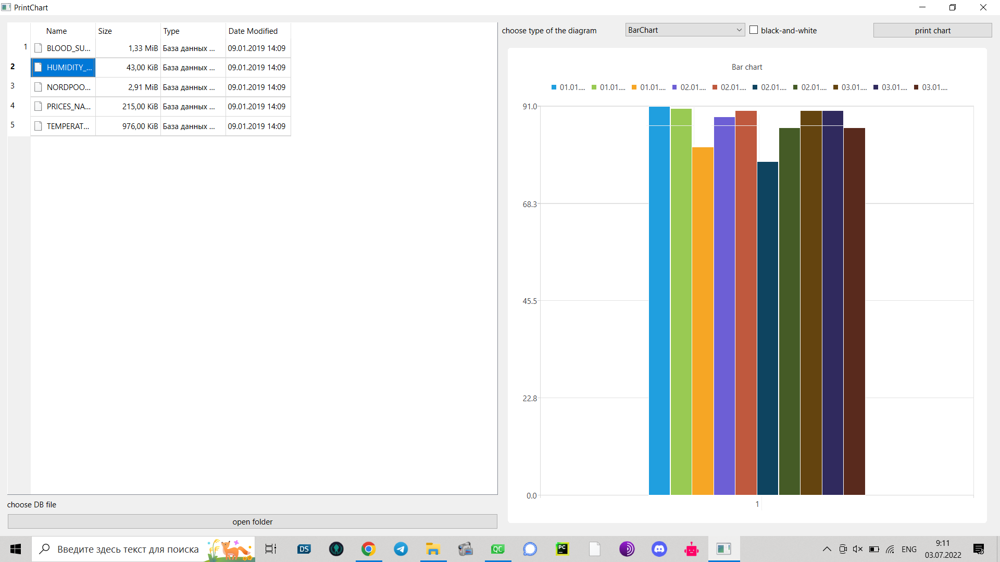 PrintChart
Name Size Type Date Modified
1 BLOOD_SU... 1,33 MiB База данных ... 09.01.2019 14:09
2 HUMIDITY_... 43,00 KiB База данных ... 09.01.2019 14:09
3 NORDPOO... 2,91 MiB База данных ... 09.01.2019 14:09
4 PRICES_NA... 215,00 KiB База данных ... 09.01.2019 14:09
5 TEMPERAT... 976,00 KiB База данных ... 09.01.2019 14:09
choose DB file
open folder
choose type of the diagram BarChart black-and-white print chart
Bar chart
01.01.... 01.01.... 01.01.... 02.01.... 02.01.... 02.01.... 02.01.... 03.01.... 03.01.... 03.01....
91.0
68.3
45.5
22.8
0.0
1
Введите здесь текст для поиска
DS
QC
PC
ENG
9:11
03.07.2022